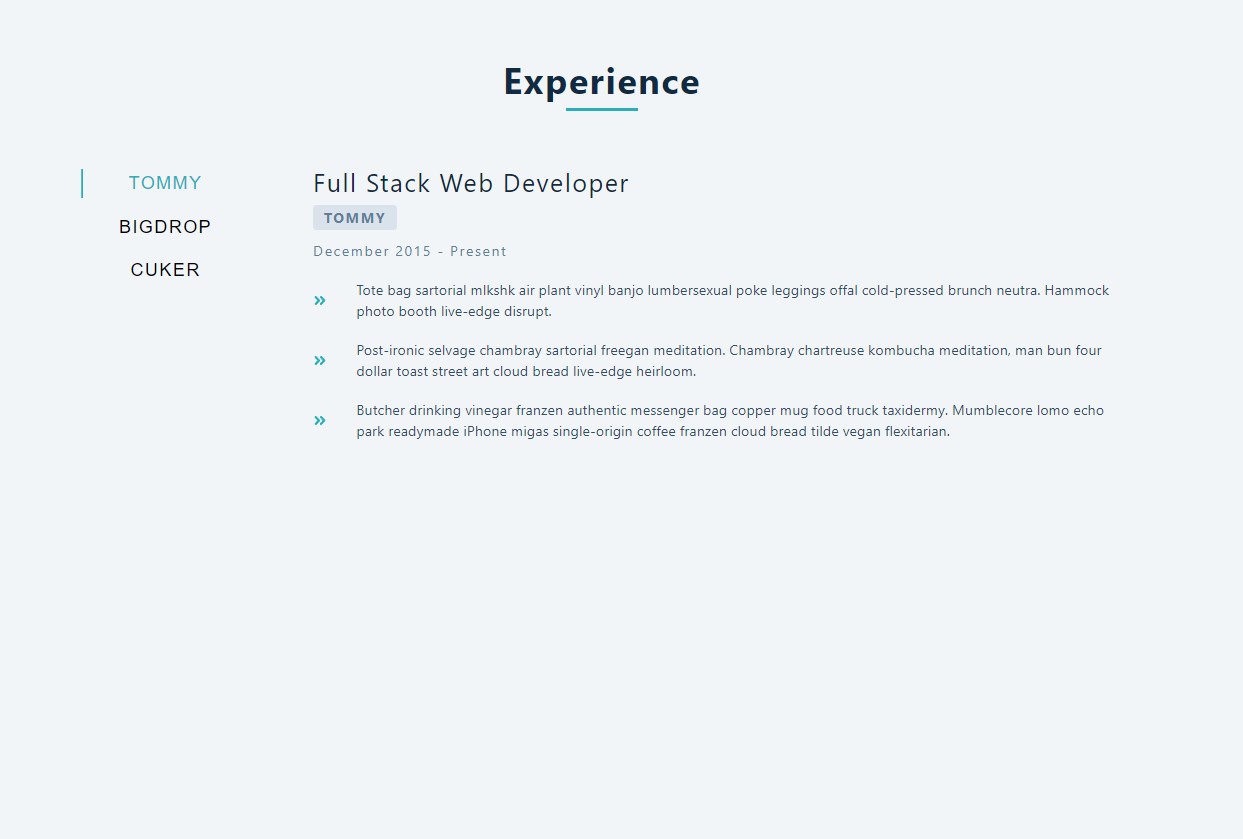 Experience
TOMMY
BIGDROP
CUKER
Full Stack Web Developer
TOMMY
December 2015 - Present
» Tote bag sartorial mlkshk air plant vinyl banjo lumbersexual poke leggings offal cold-pressed brunch neutra. Hammock
photo booth live-edge disrupt.
» Post-ironic selvage chambray sartorial freegan meditation. Chambray chartreuse kombucha meditation, man bun four
dollar toast street art cloud bread live-edge heirloom.
» Butcher drinking vinegar franzen authentic messenger bag copper mug food truck taxidermy. Mumblecore lomo echo
park readymade iPhone migas single-origin coffee franzen cloud bread tilde vegan flexitarian.